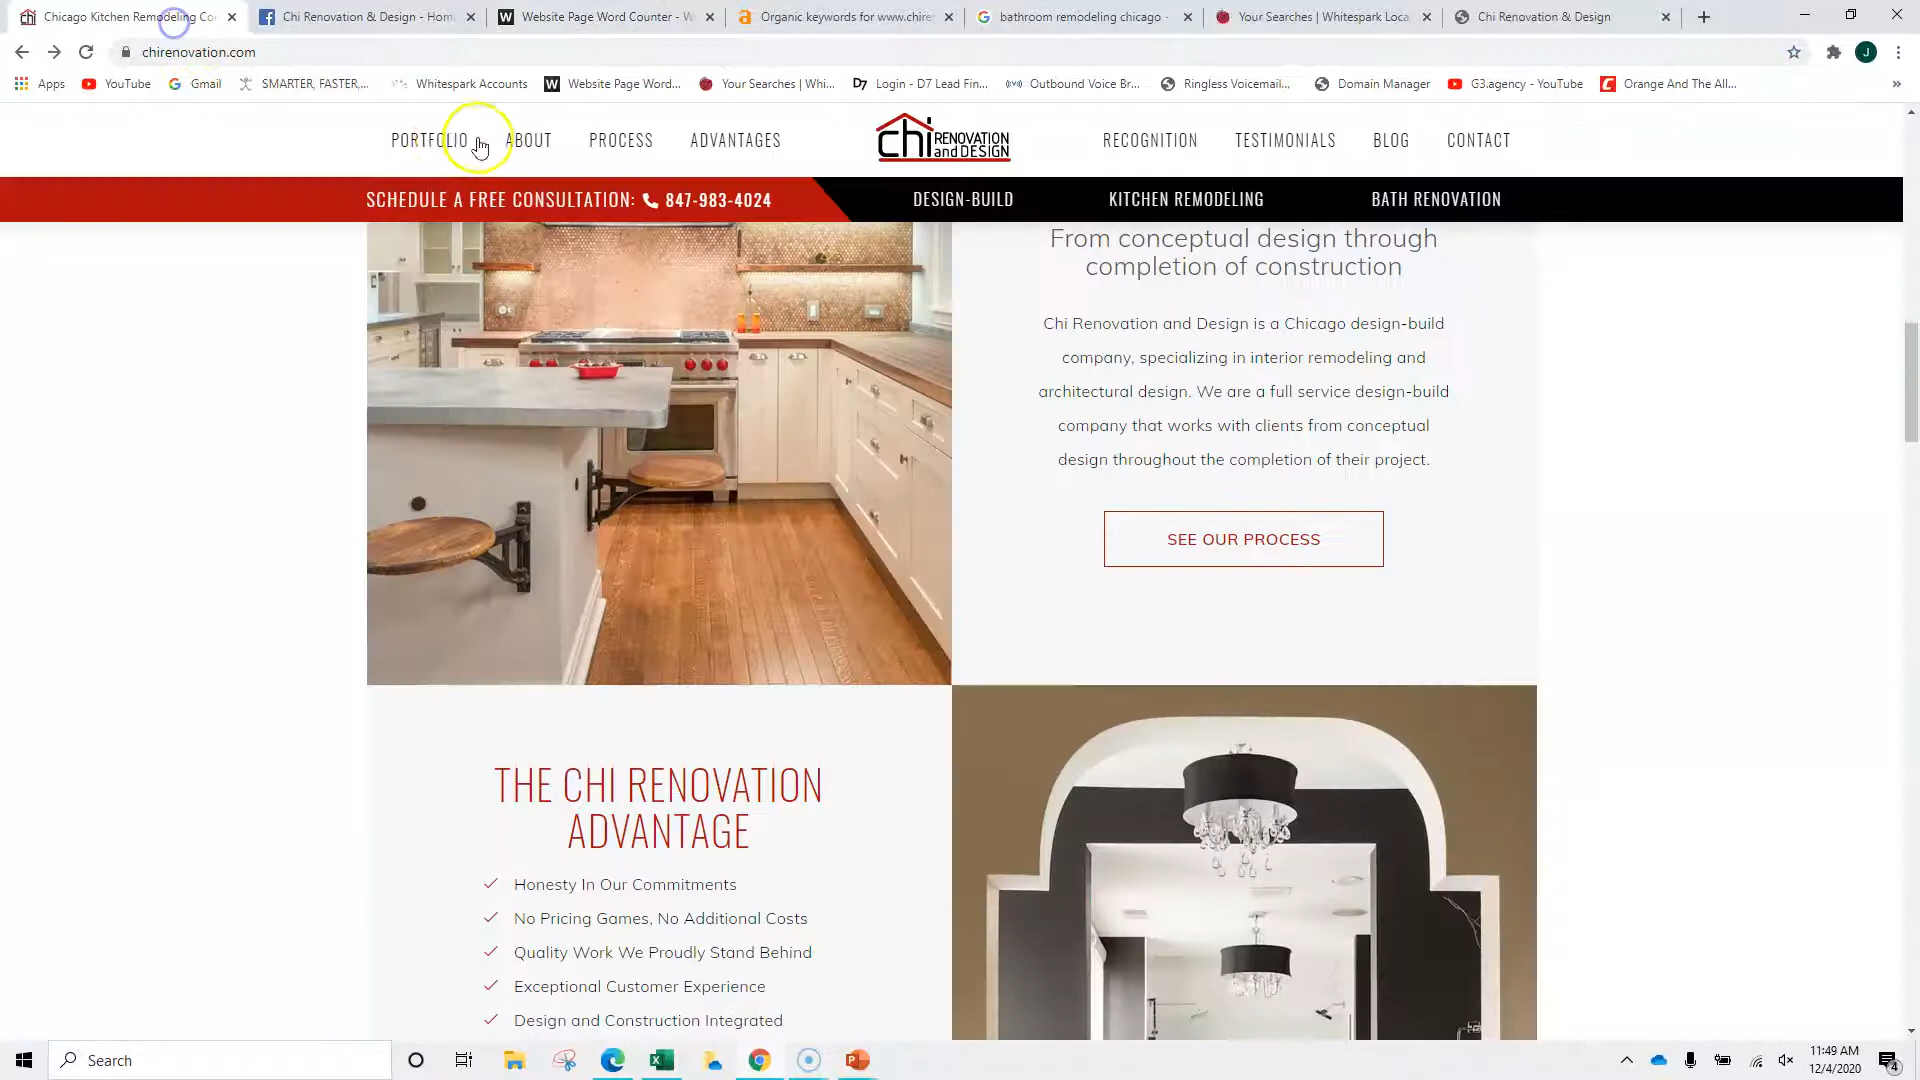 Chicago Kitchen Remodeling Co
Chi Renovation & Design - Hom
Website Page Word Counter - W
Organic keywords for www.chire
bathroom remodeling chicago -
Your Searches | Whitespark Loca
Chi Renovation & Design
chirenovation.com
J
Apps
YouTube
Gmail
SMARTER, FASTER,...
Whitespark Accounts
Website Page Word...
Your Searches | Whi...
D7 Login - D7 Lead Fin...
Outbound Voice Br...
Ringless Voicemail...
Domain Manager
G3.agency - YouTube
Orange And The All...
»
PORTFOLIO
ABOUT
PROCESS
ADVANTAGES
chi RENOVATION
and DESIGN
RECOGNITION
TESTIMONIALS
BLOG
CONTACT
SCHEDULE A FREE CONSULTATION: 847-983-4024
DESIGN-BUILD
KITCHEN REMODELING
BATH RENOVATION
From conceptual design through
completion of construction
Chi Renovation and Design is a Chicago design-build
company, specializing in interior remodeling and
architectural design. We are a full service design-build
company that works with clients from conceptual
design throughout the completion of their project.
SEE OUR PROCESS
THE CHI RENOVATION
ADVANTAGE
Honesty In Our Commitments
No Pricing Games, No Additional Costs
Quality Work We Proudly Stand Behind
Exceptional Customer Experience
Design and Construction Integrated
Search
11:49 AM
12/4/2020
4